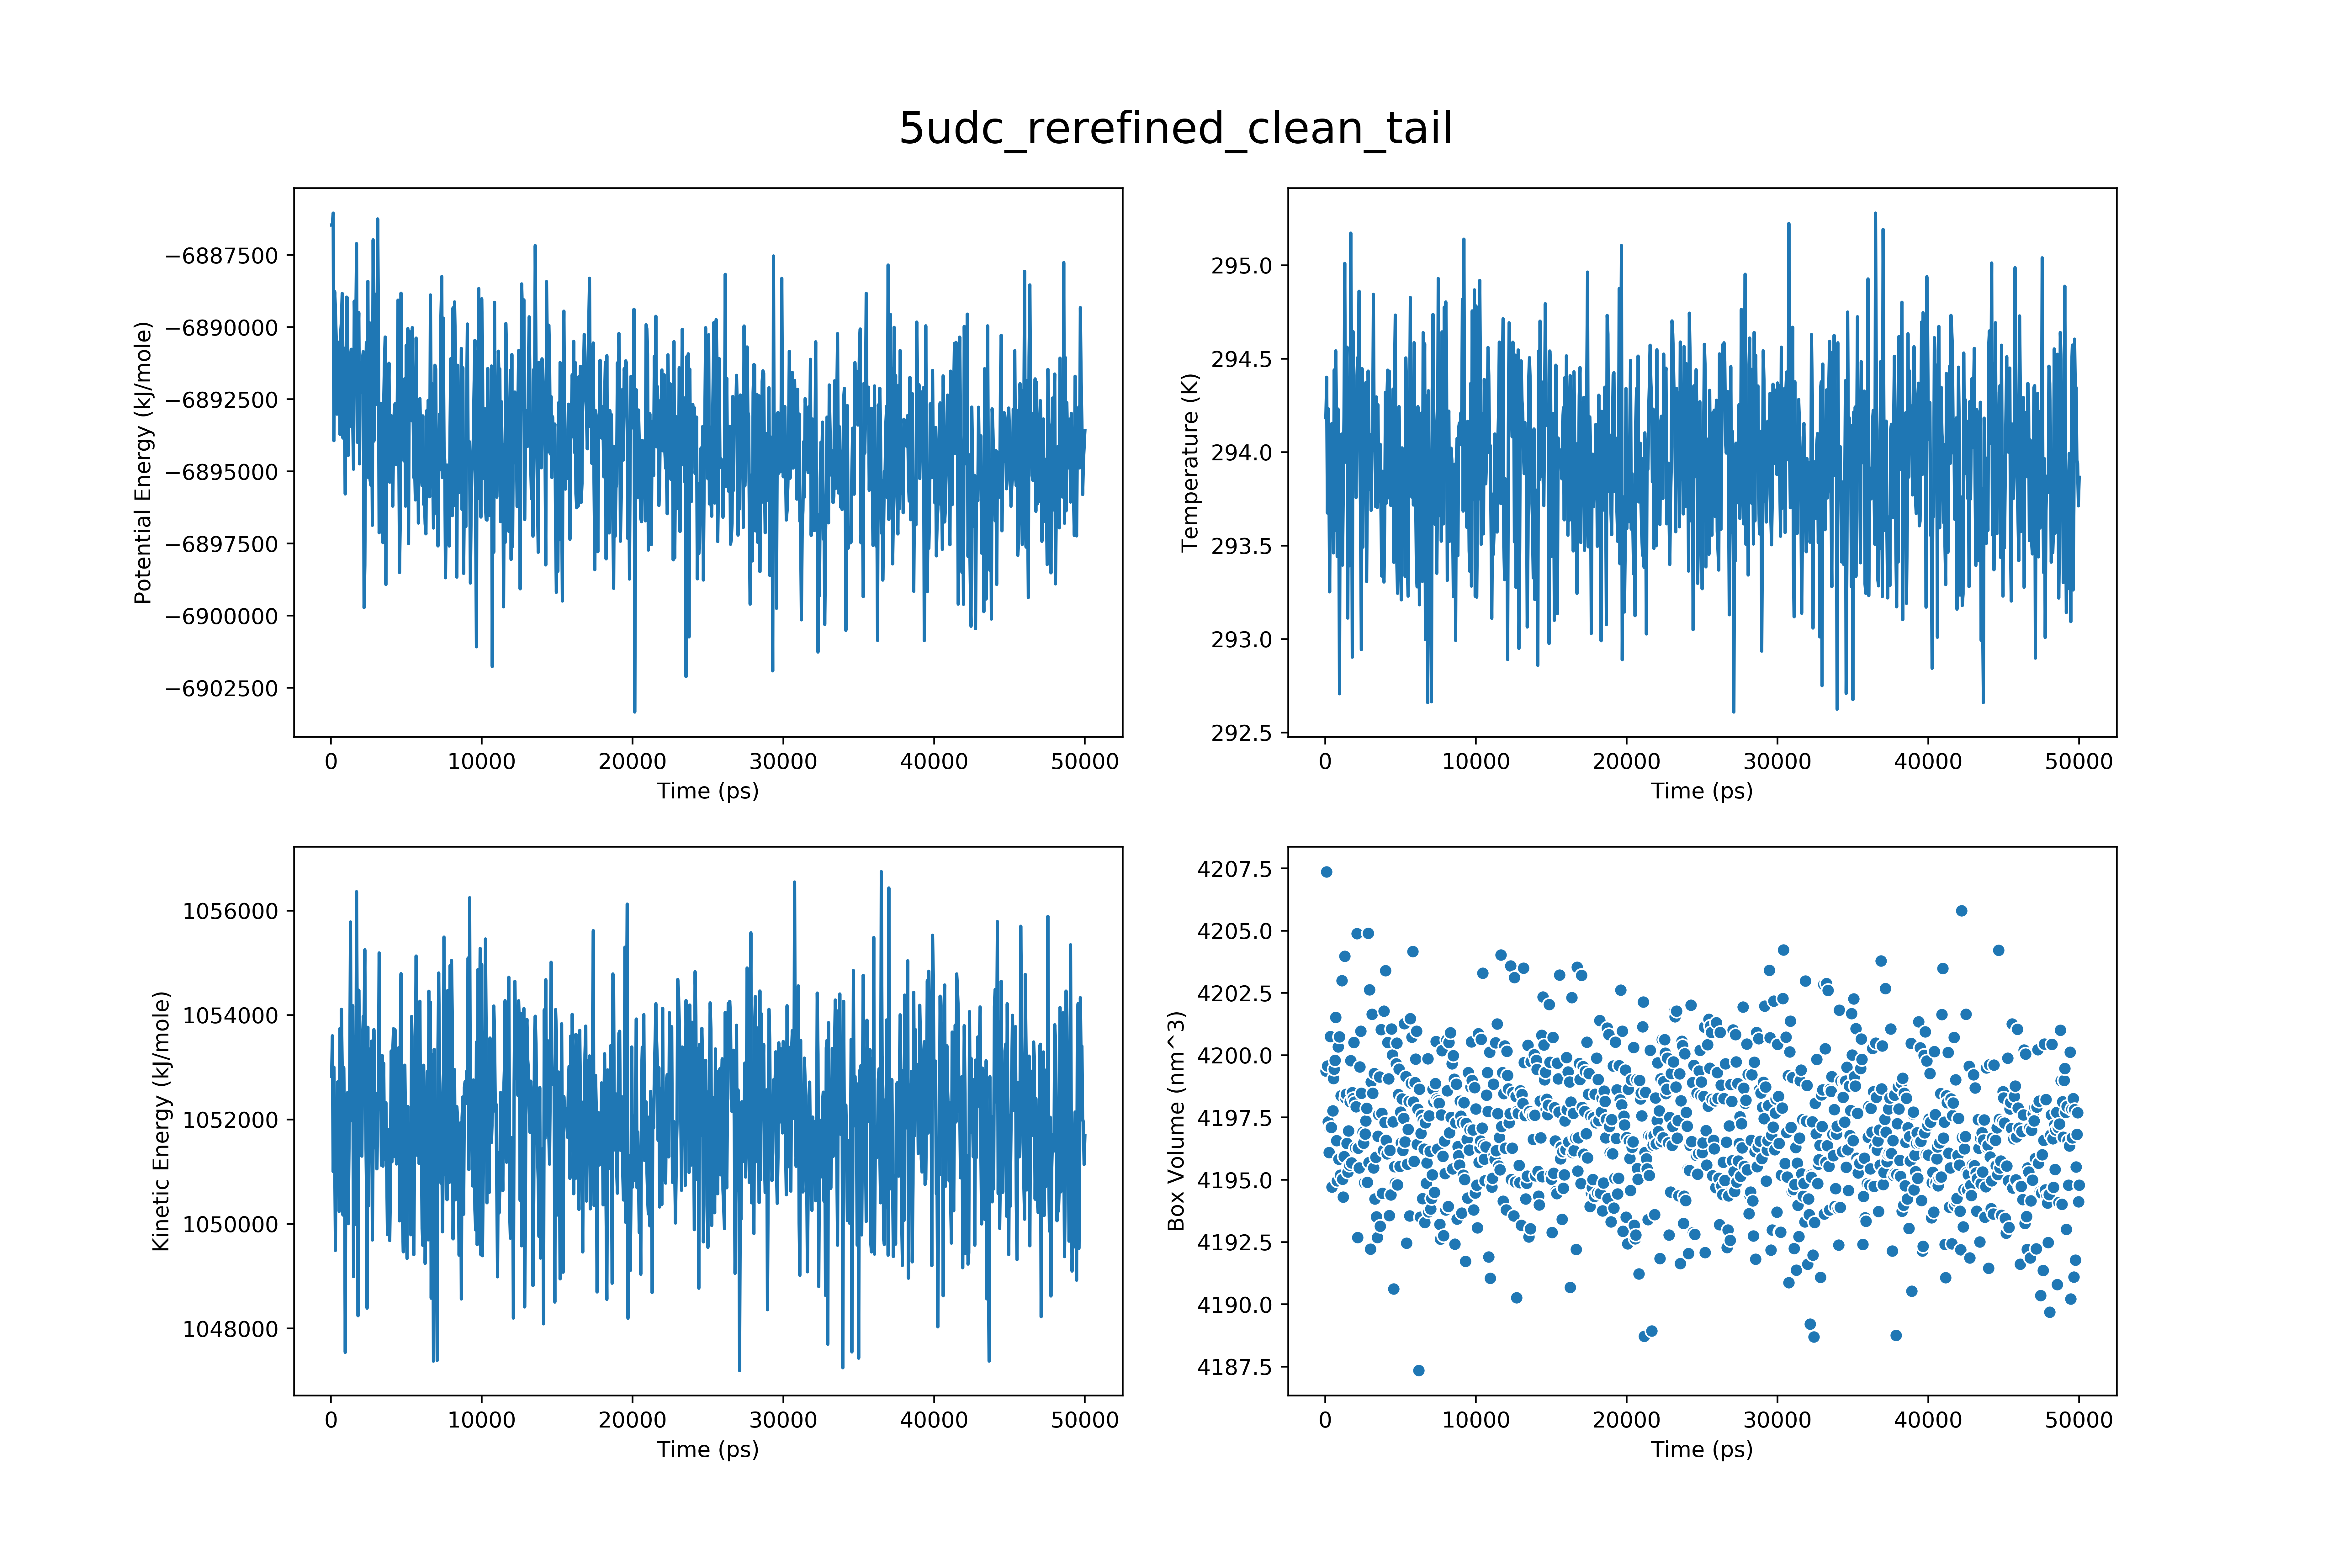 5udc_rerefined_clean_tail
−6887500
−6890000
−6892500
−6895000
−6897500
−6900000
−6902500
Potential Energy (kJ/mole)
0 10000 20000 30000 40000 50000
Time (ps)
295.0
294.5
294.0
293.5
293.0
292.5
Temperature (K)
0 10000 20000 30000 40000 50000
Time (ps)
1056000
1054000
1052000
1050000
1048000
Kinetic Energy (kJ/mole)
0 10000 20000 30000 40000 50000
Time (ps)
4207.5
4205.0
4202.5
4200.0
4197.5
4195.0
4192.5
4190.0
4187.5
Box Volume (nm^3)
0 10000 20000 30000 40000 50000
Time (ps)